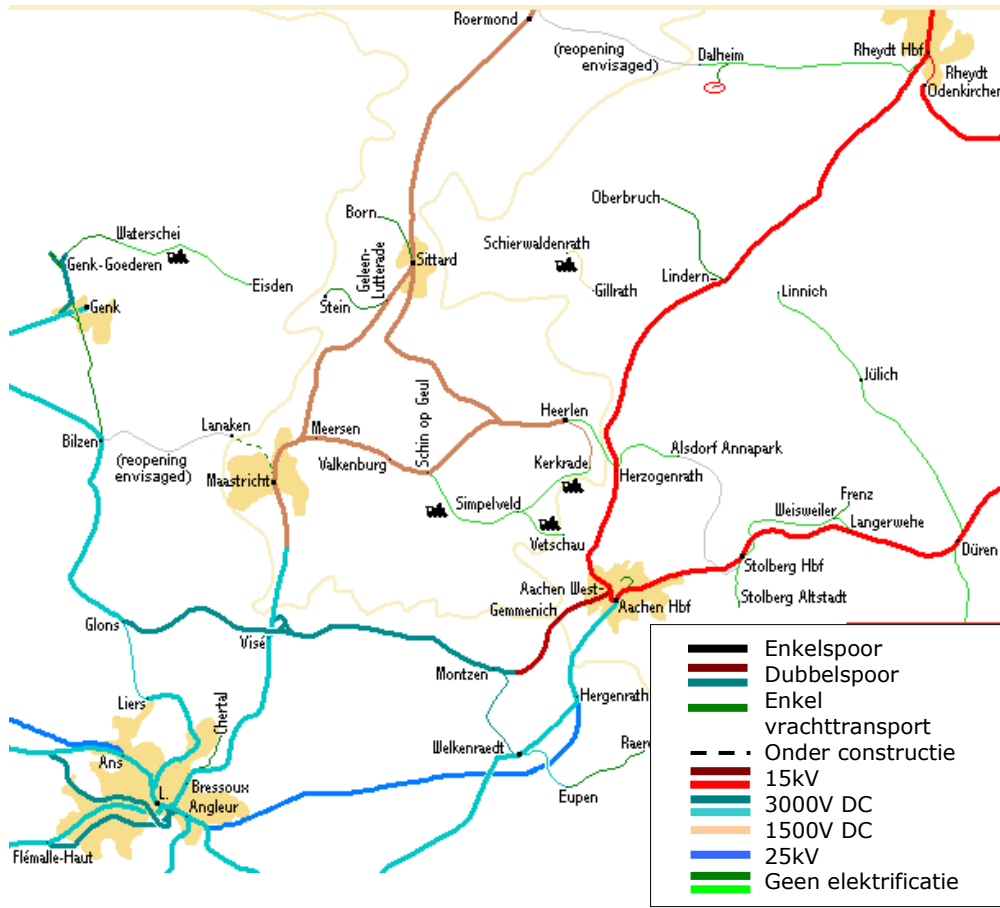 Roermond
(reopening
envisaged)
Dalheim
Rheydt Hbf
Rheydt
Odenkirchen
Oberbruch
Born
Waterschei
Geleen-
Lutterade
Sittard
Schierwaldenrath
Genk-Goederen
Lindern
Eisden
Stein
Gillrath
Linnich
Genk
Jülich
Schin op Geul
Lanaken
Meersen
Heerlen
Bilzen
(reopening
envisaged)
Valkenburg
Alsdorf Annapark
Kerkrade
Herzogenrath
Maastricht
Simpelveld
Frenz
Weisweiler
Langerwehe
Vetschau
Düren
Stolberg Hbf
Aachen West
Stolberg Altstadt
Gemmenich
Aachen Hbf
Glons
Visé
Montzen
Hergenrath
Liers
Chertal
Welkenraedt
Raer
Ans
Bressoux
L.
Angleur
Eupen
Flémalle-Haut
Enkelspoor
Dubbelspoor
Enkel
vrachttransport
Onder constructie
15kV
3000V DC
1500V DC
25kV
Geen elektrificatie